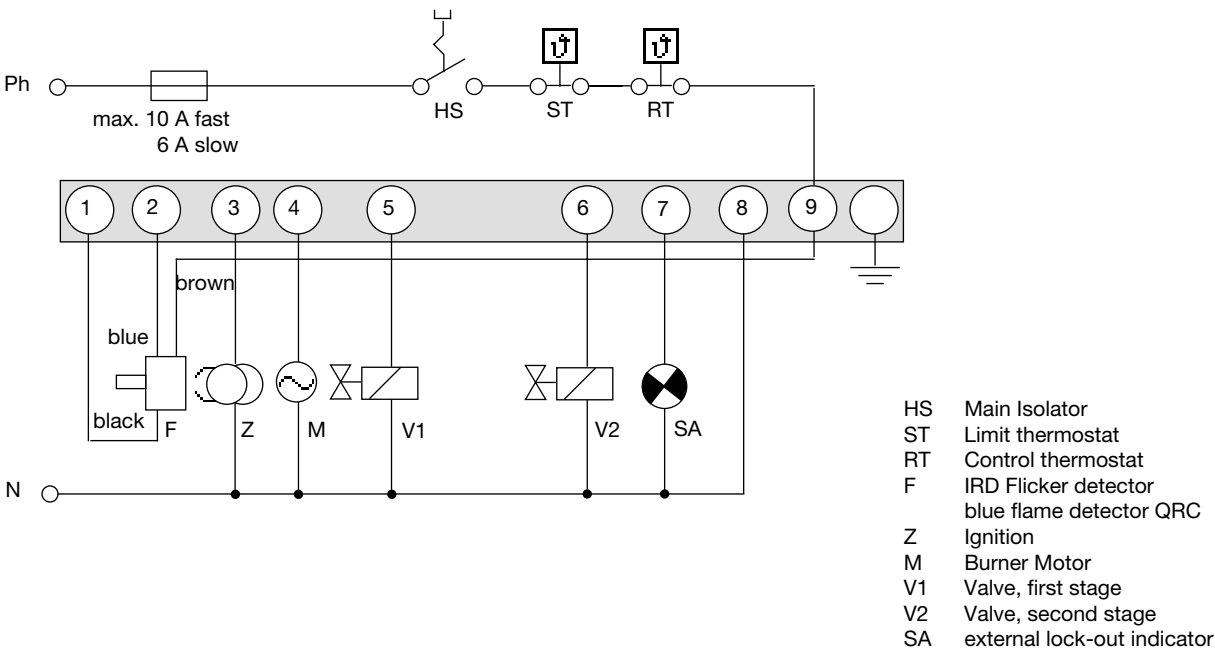 Ph
max. 10 A fast
6 A slow
HS
ST
RT
ϑ
ϑ
1 2 3 4 5 6 7 8 9
brown
blue
black
F
Z
M
V1
V2
SA
N
HS Main Isolator
ST Limit thermostat
RT Control thermostat
F IRD Flicker detector
blue flame detector QRC
Z Ignition
M Burner Motor
V1 Valve, first stage
V2 Valve, second stage
SA external lock-out indicator